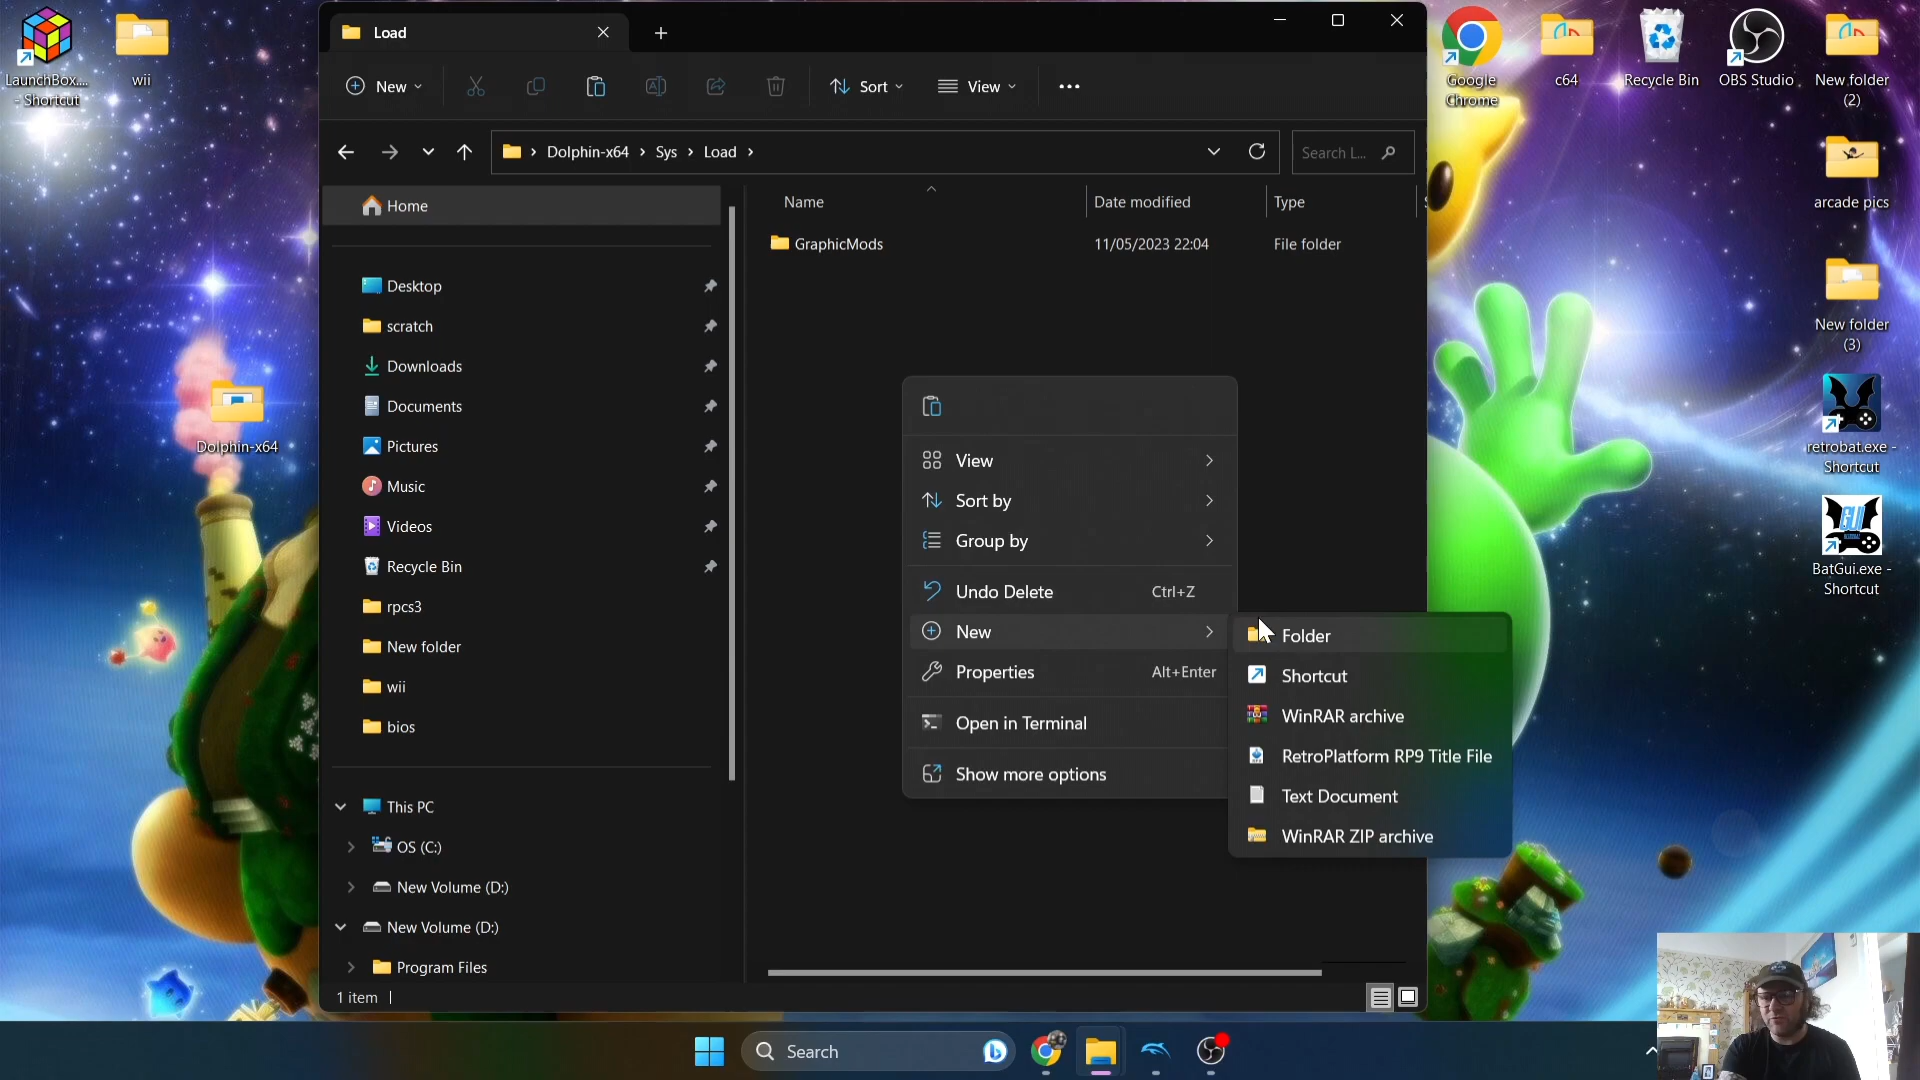 LaunchBox....
- Shortcut
wii
Dolphin-x64
Load
New
Sort
View
Dolphin-x64
Sys
Load
Search L...
Home
Desktop
scratch
Downloads
Documents
Pictures
Music
Videos
Recycle Bin
rpcs3
New folder
wii
bios
This PC
OS (C:)
New Volume (D:)
New Volume (D:)
Program Files
1 item
Name
Date modified
Type
GraphicMods
11/05/2023 22:04
File folder
View
Sort by
Group by
Undo Delete
Ctrl+Z
New
Properties
Alt+Enter
Open in Terminal
Show more options
Folder
Shortcut
WinRAR archive
RetroPlatform RP9 Title File
Text Document
WinRAR ZIP archive
Google
Chrome
c64
Recycle Bin
OBS Studio
New folder
(2)
arcade pics
New folder
(3)
retrobat.exe -
Shortcut
GUI
BatGui.exe -
Shortcut
Search